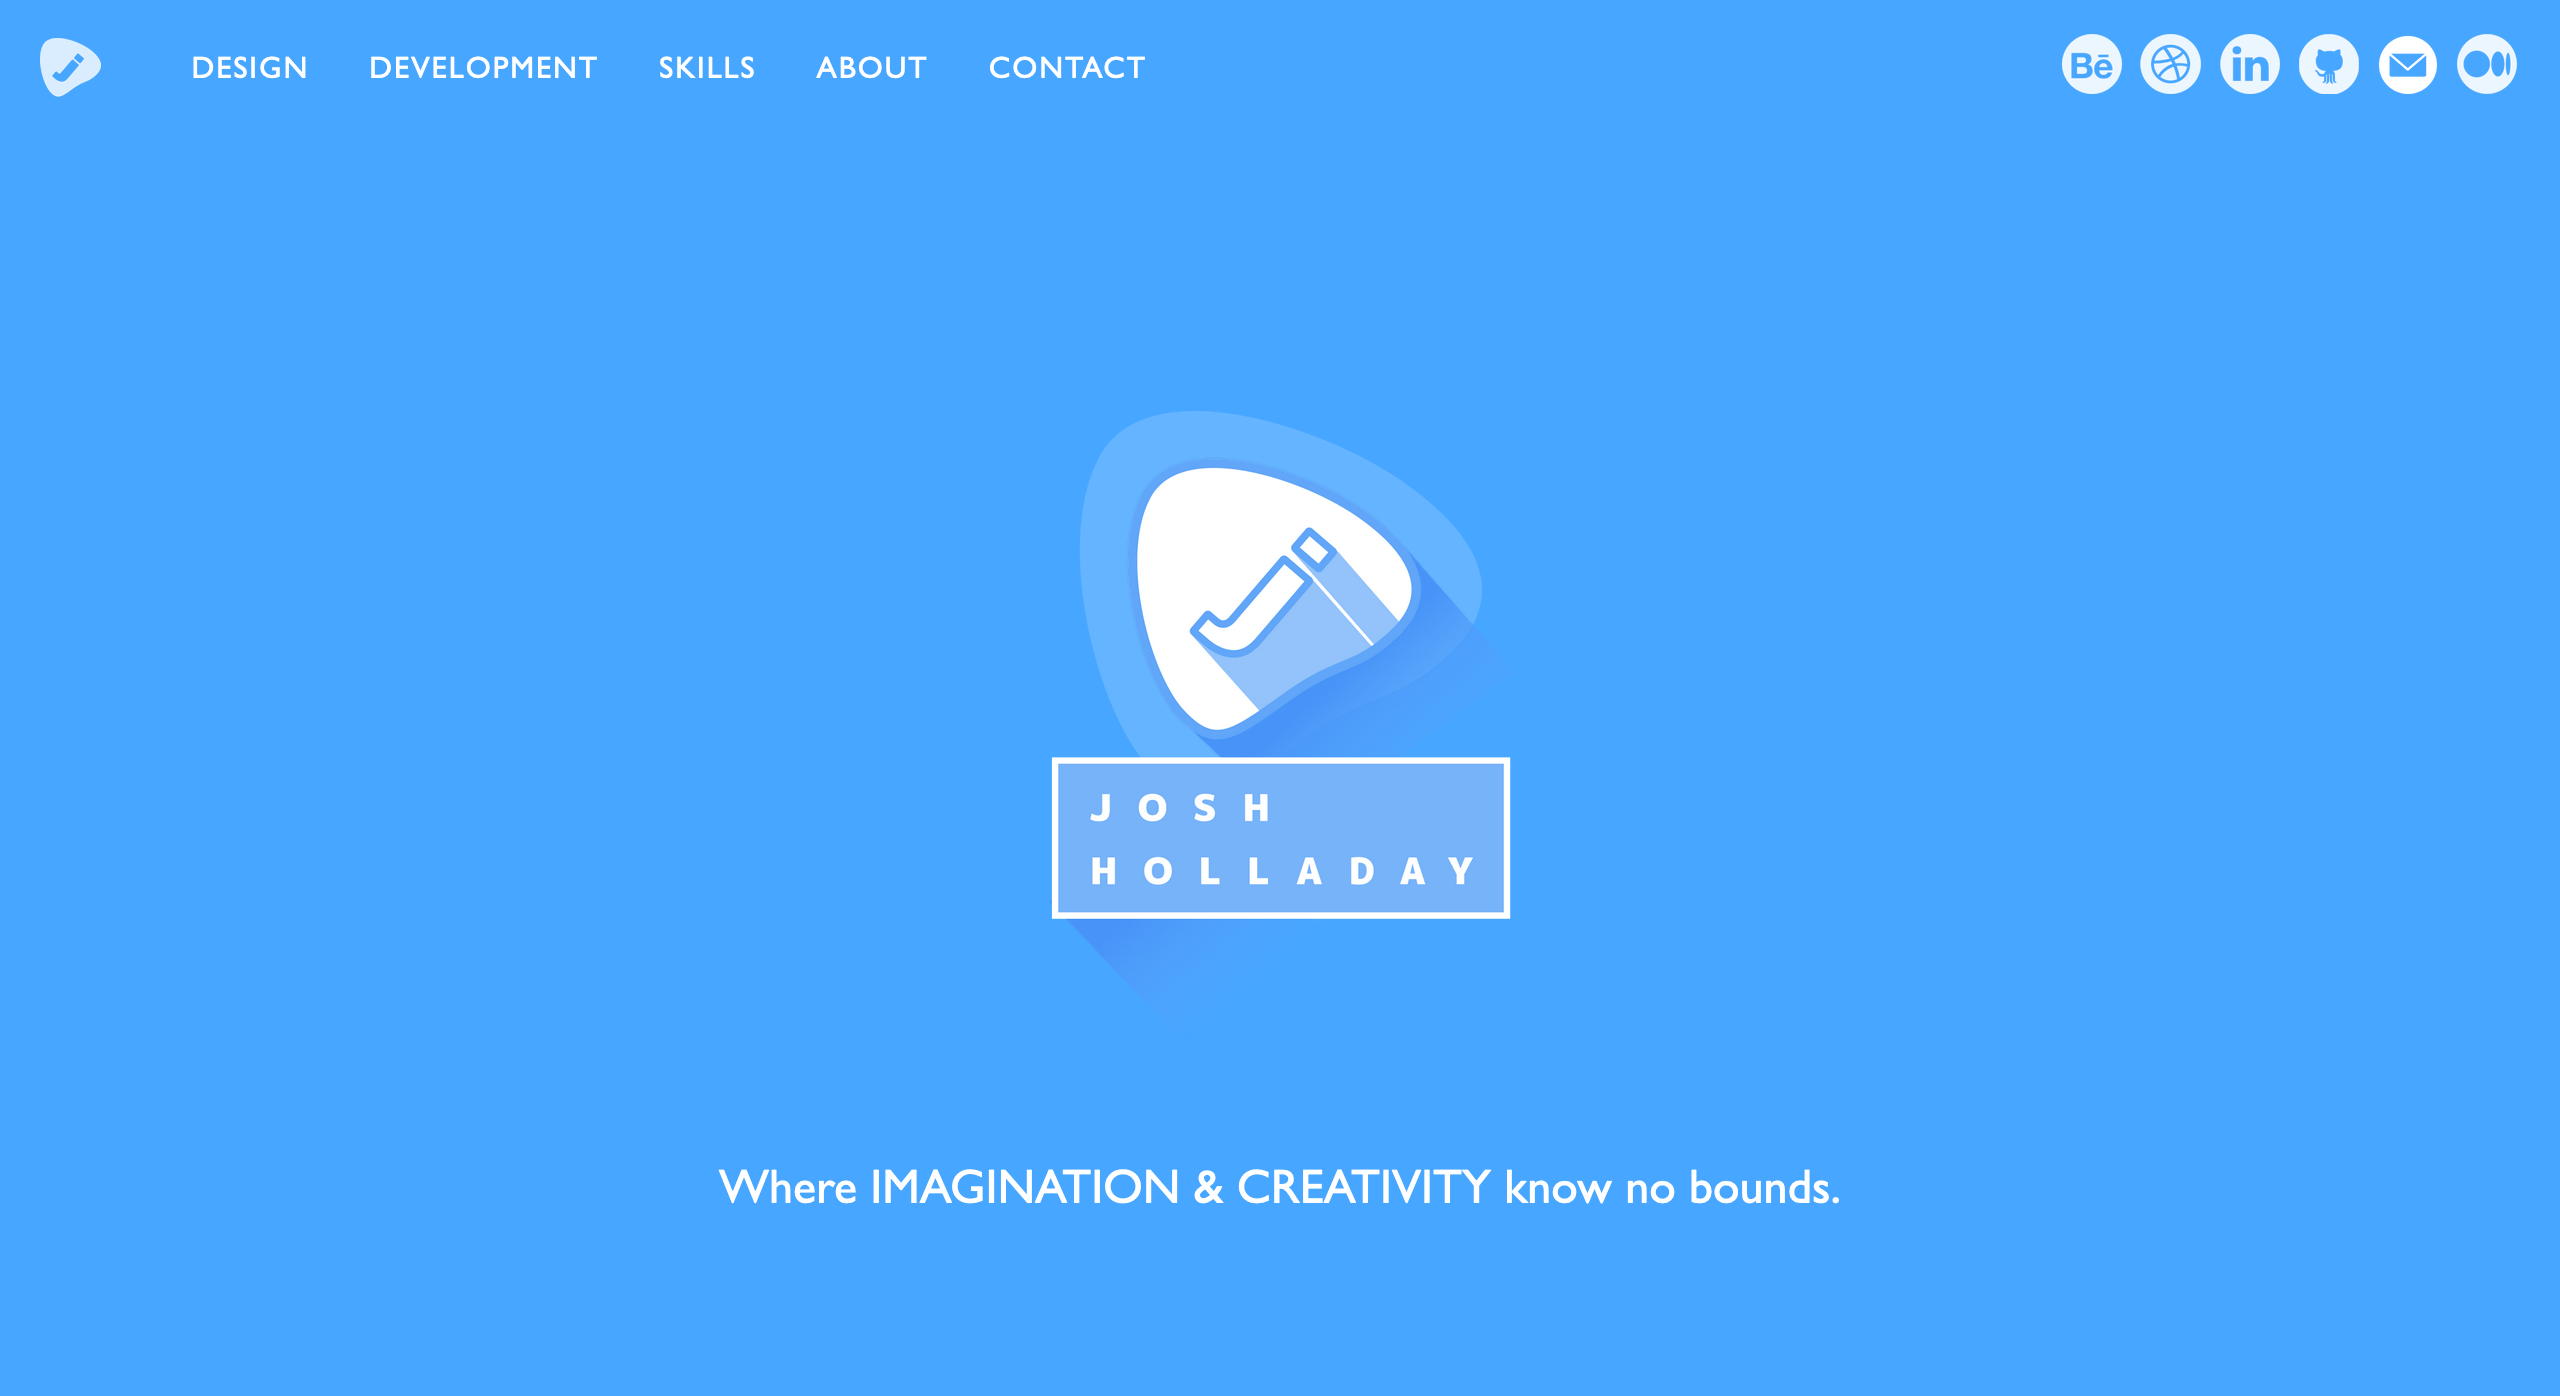 DESIGN DEVELOPMENT SKILLS ABOUT CONTACT
Bē in
J
JOSH
HOLLADAY
Where IMAGINATION & CREATIVITY know no bounds.